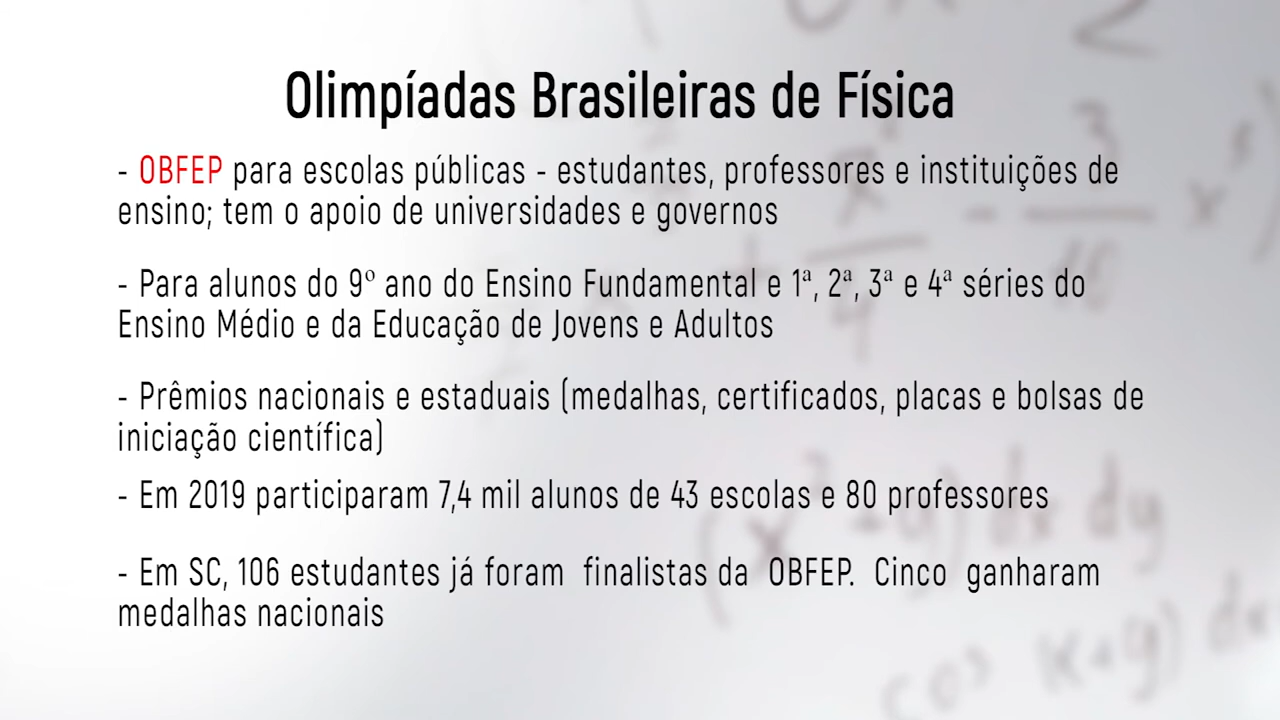 Olimpíadas Brasileiras de Física
- OBFEP para escolas públicas - estudantes, professores e instituições de
ensino; tem o apoio de universidades e governos
- Para alunos do 9º ano do Ensino Fundamental e 1ª, 2ª, 3ª e 4ª séries do
Ensino Médio e da Educação de Jovens e Adultos
- Prêmios nacionais e estaduais (medalhas, certificados, placas e bolsas de
iniciação científica)
- Em 2019 participaram 7,4 mil alunos de 43 escolas e 80 professores
- Em SC, 106 estudantes já foram finalistas da OBFEP. Cinco ganharam
medalhas nacionais